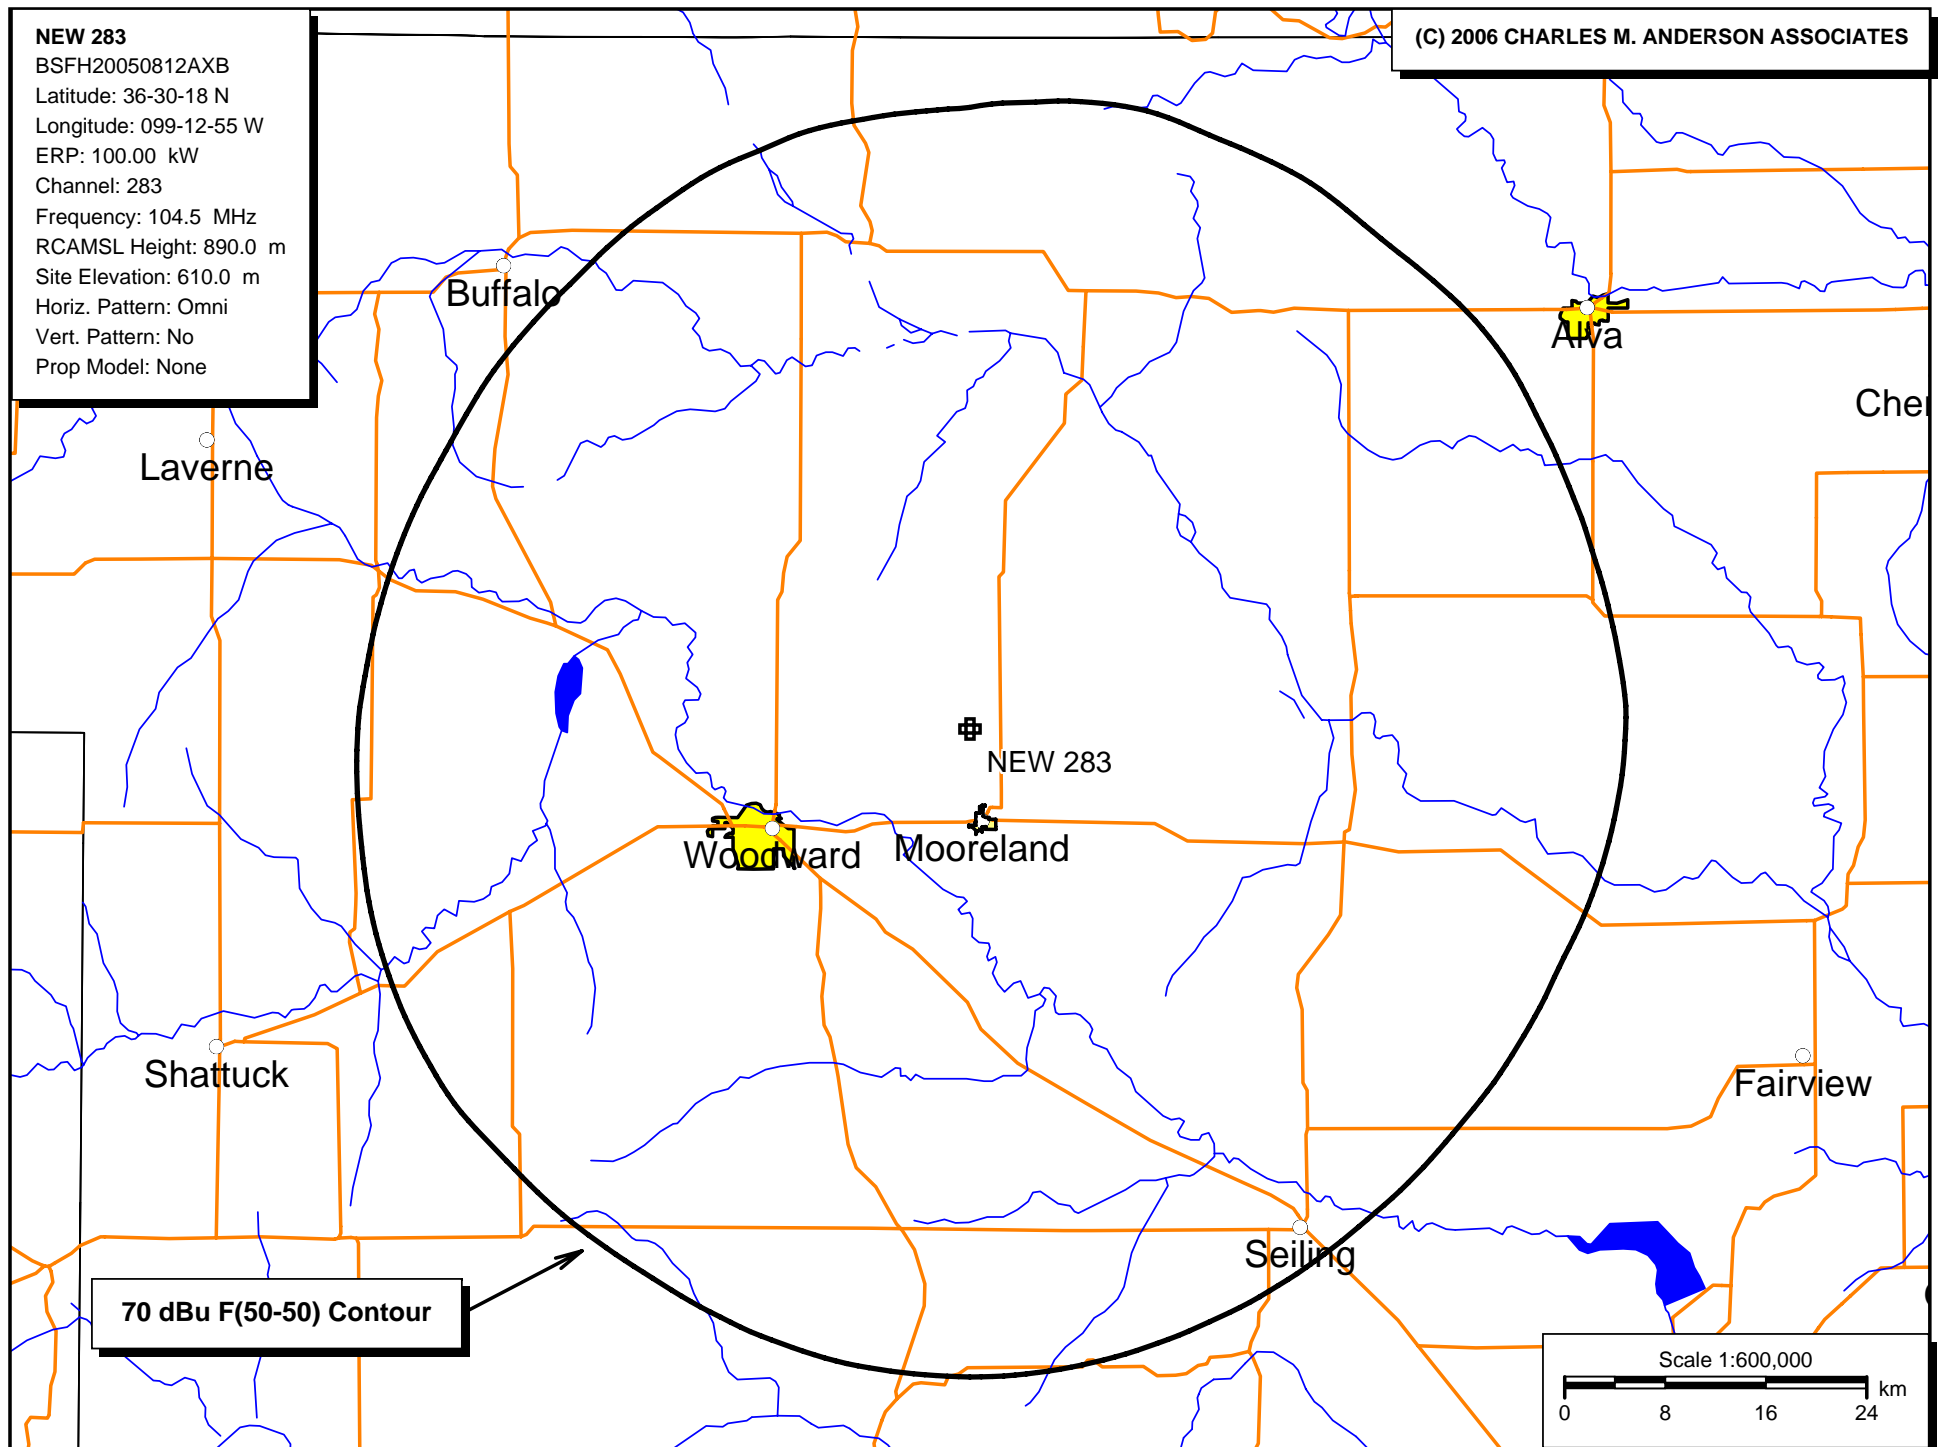 NEW 283
BSFH20050812AXB
Latitude: 36-30-18 N
Longitude: 099-12-55 W
ERP: 100.00 kW
Channel: 283
Frequency: 104.5 MHz
RCAMSL Height: 890.0 m
Site Elevation: 610.0 m
Horiz. Pattern: Omni
Vert. Pattern: No
Prop Model: None
(C) 2006 CHARLES M. ANDERSON ASSOCIATES
Buffalo
Alva
Cher
Laverne
NEW 283
Woodward
Mooreland
Shattuck
Fairview
Seiling
70 dBu F(50-50) Contour
Scale 1:600,000
km
0 8 16 24